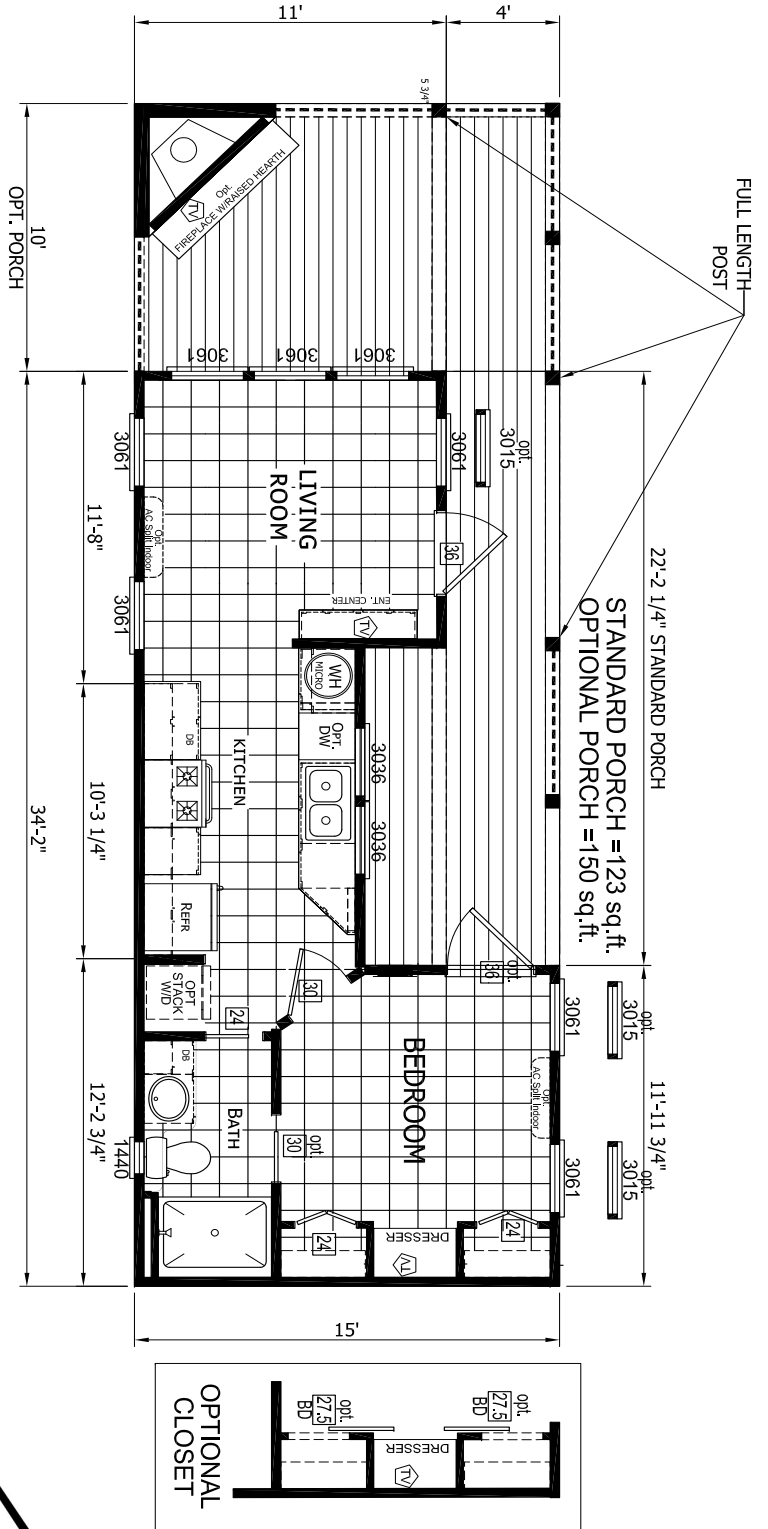 11'
4'
5 3/4"
FULL LENGTH
POST
10'
OPT. PORCH
Opt.
FIREPLACE W/RAISED HEARTH
TV
3061
3061
3061
3061
3061
3061
opt.
3015
36
LIVING
ROOM
Opt.
AC Split Indoor
ENT. CENTER
TV
11'-8"
22'-2 1/4" STANDARD PORCH
STANDARD PORCH =123 sq.ft.
OPTIONAL PORCH =150 sq.ft.
WH
MICRO
OPT.
DW
3036
3036
KITCHEN
DB
REFR
10'-3 1/4"
34'-2"
OPT
STACK
W/D
24
30
36
opt.
BEDROOM
3061
3061
opt.
3015
opt.
3015
Opt.
AC Split Indoor
11'-11 3/4"
DB
BATH
opt.
30
1440
12'-2 3/4"
24
DRESSER
TV
24
15'
opt.
27.5
BD
opt.
27.5
BD
DRESSER
TV
OPTIONAL
CLOSET